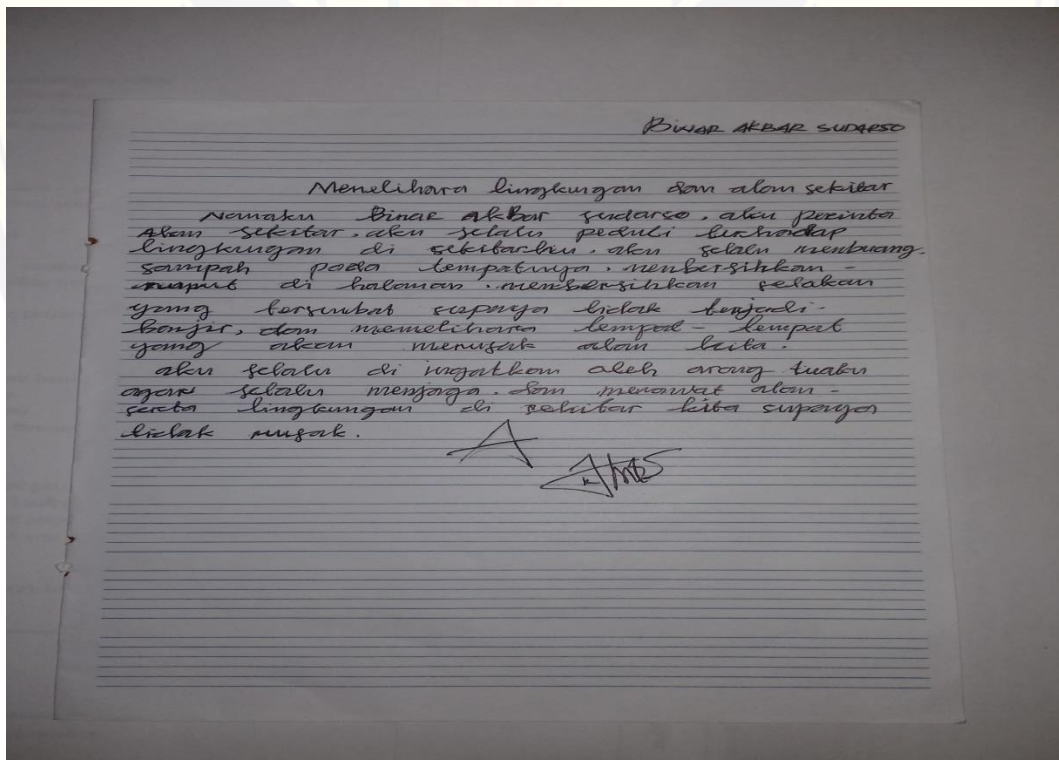 BINAR AKBAR SUDARSO
Menelihara lingkungan dan alam sekitar
Namaku Binar Akbar sudarso. aku pecinta
Alam sekitar. aku selalu peduli terhadap
lingkungan di sekitarku. aku selalu membuang
sampah pada tempatnya. membersihkan -
rumput di halaman. membersihkan selakan
yang tersumbat supaya tidak terjadi -
banjir, dan memelihara tempat - tempat
yang akan merusak alam kita.
aku selalu di ingatkan oleh orang tuaku
agar selalu menjaga dan merawat alam -
serta lingkungan di sekitar kita supaya
tidak rusak.
A